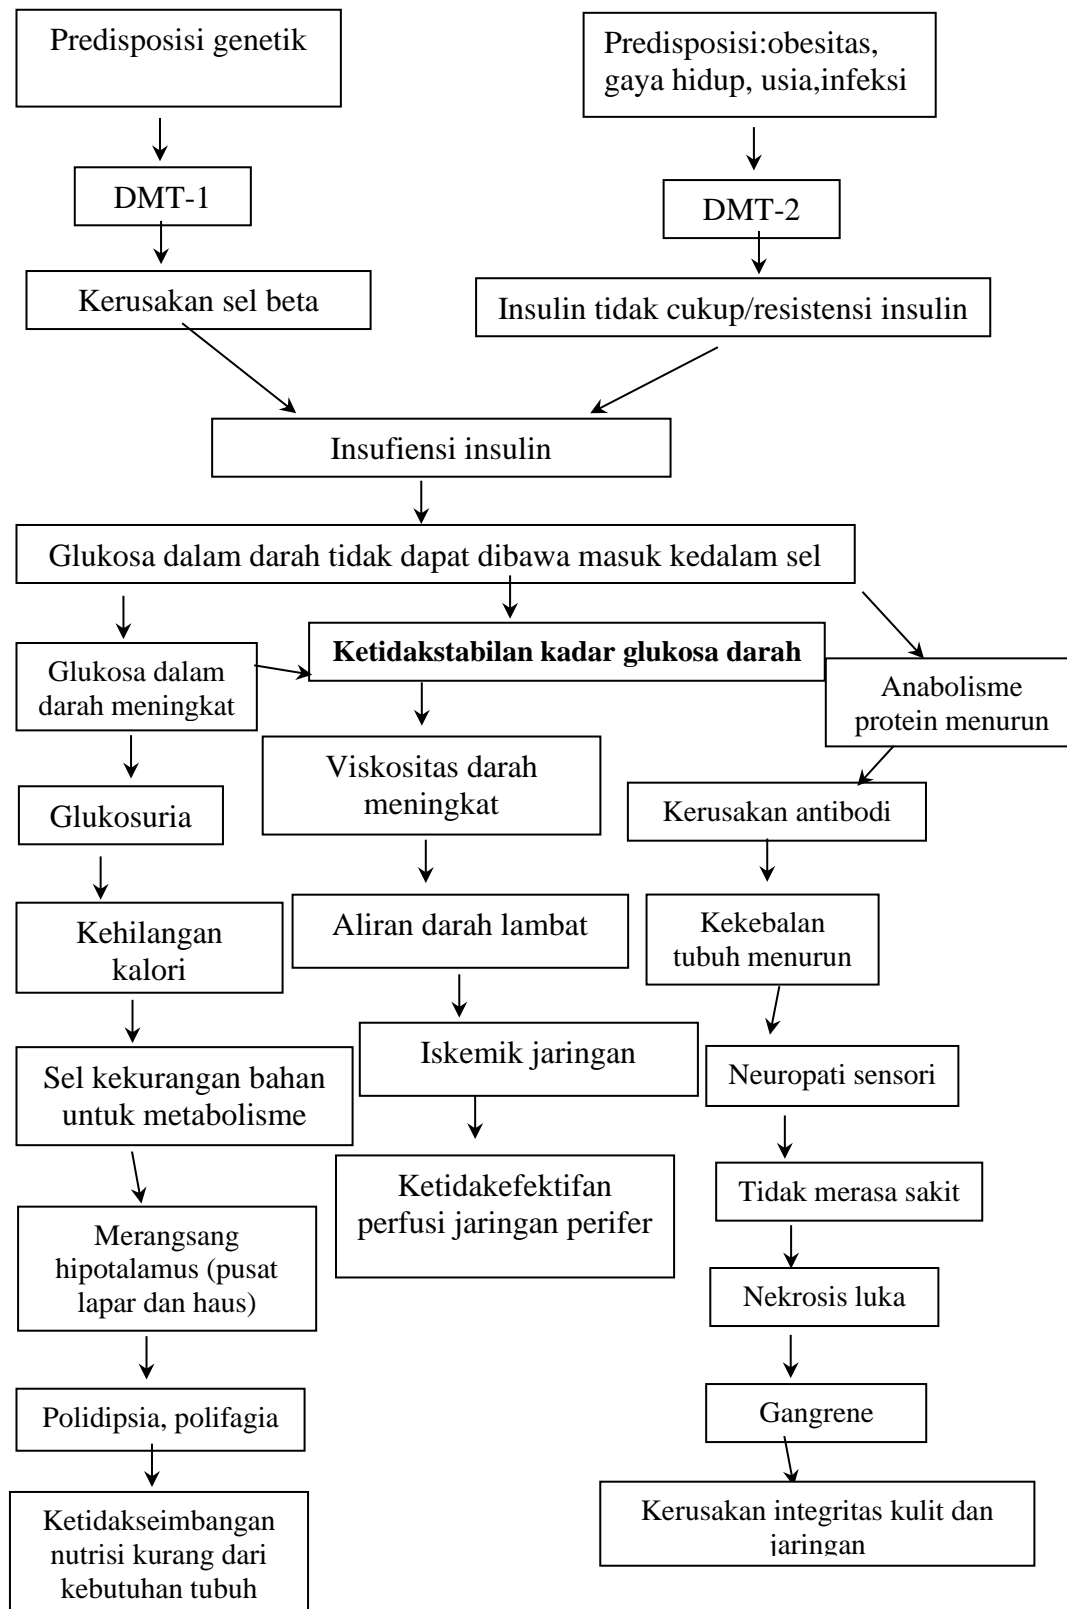 Predisposisi genetik
Predisposisi:obesitas,
gaya hidup, usia,infeksi
DMT-1
DMT-2
Kerusakan sel beta
Insulin tidak cukup/resistensi insulin
Insufiensi insulin
Glukosa dalam darah tidak dapat dibawa masuk kedalam sel
Glukosa dalam
darah meningkat
Ketidakstabilan kadar glukosa darah
Anabolisme
protein menurun
Glukosuria
Viskositas darah
meningkat
Kerusakan antibodi
Kehilangan
kalori
Aliran darah lambat
Kekebalan
tubuh menurun
Sel kekurangan bahan
untuk metabolisme
Iskemik jaringan
Neuropati sensori
Merangsang
hipotalamus (pusat
lapar dan haus)
Ketidakefektifan
perfusi jaringan perifer
Tidak merasa sakit
Nekrosis luka
Polidipsia, polifagia
Gangrene
Ketidakseimbangan
nutrisi kurang dari
kebutuhan tubuh
Kerusakan integritas kulit dan
jaringan